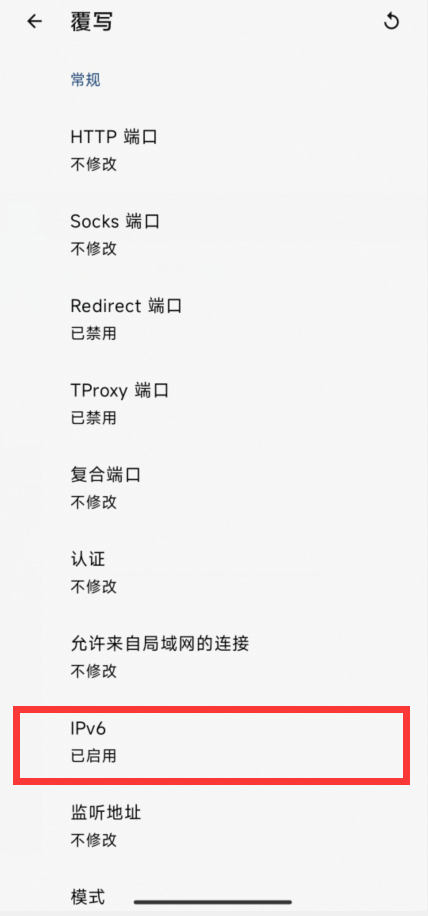 覆写
常规
HTTP 端口
不修改
Socks 端口
不修改
Redirect 端口
已禁用
TProxy 端口
已禁用
复合端口
不修改
认证
不修改
允许来自局域网的连接
不修改
IPv6
已启用
监听地址
不修改
模式